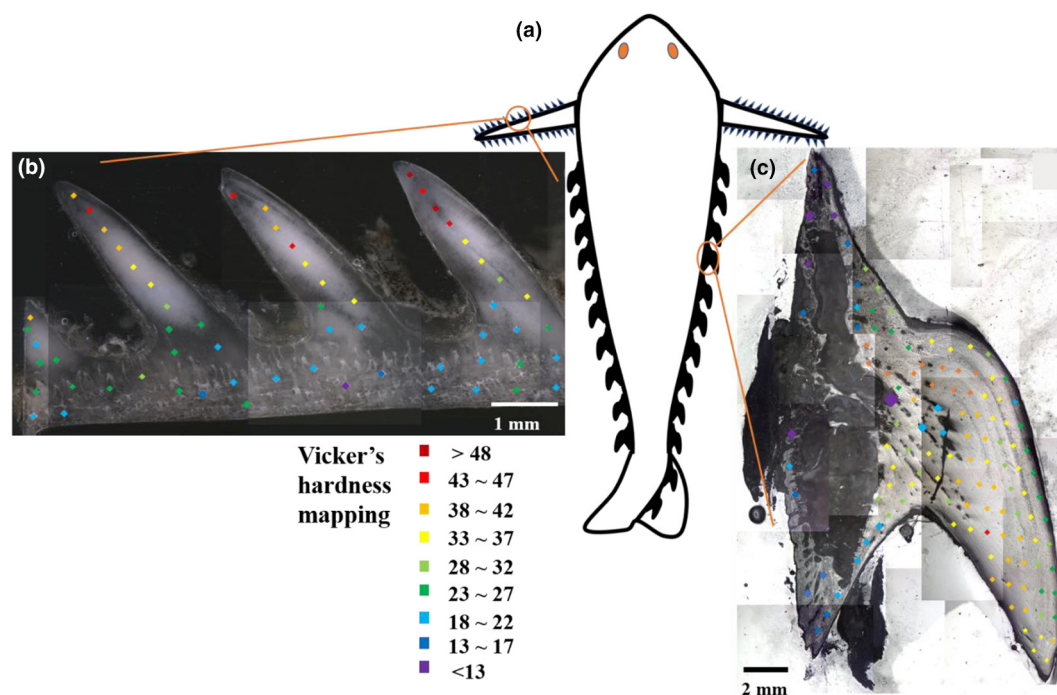 (a)
(b)
(c)
1 mm
Vicker's
hardness
mapping
> 48
43 ~ 47
38 ~ 42
33 ~ 37
28 ~ 32
23 ~ 27
18 ~ 22
13 ~ 17
<13
2 mm